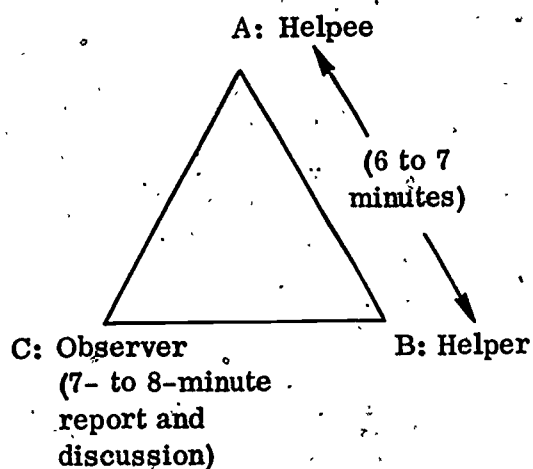 A: Helpee
(6 to 7
minutes)
C: Observer
B: Helper
(7- to 8-minute
report and
discussion)